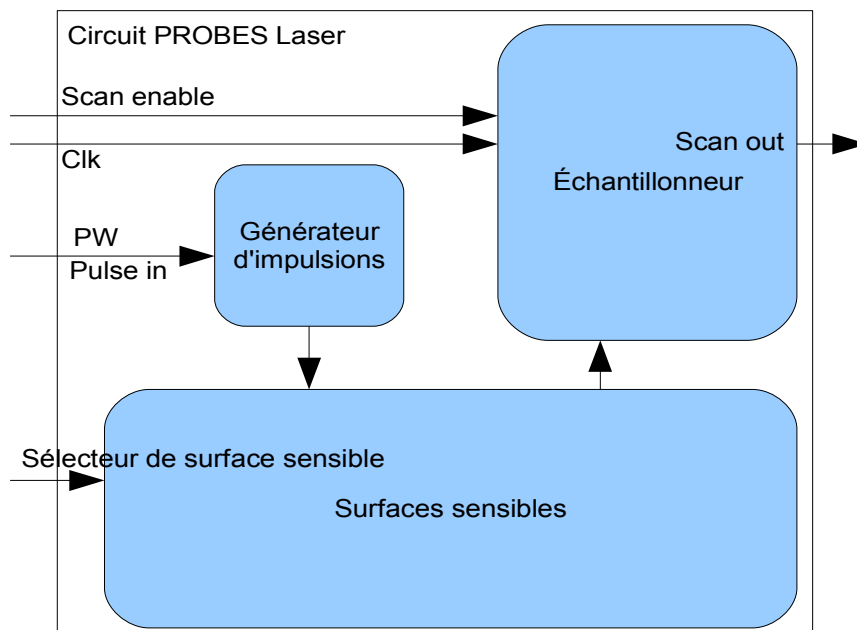 Circuit PROBES Laser
Scan enable
Clk
Scan out
Échantillonneur
PW
Pulse in
Générateur
d'impulsions
Sélecteur de surface sensible
Surfaces sensibles